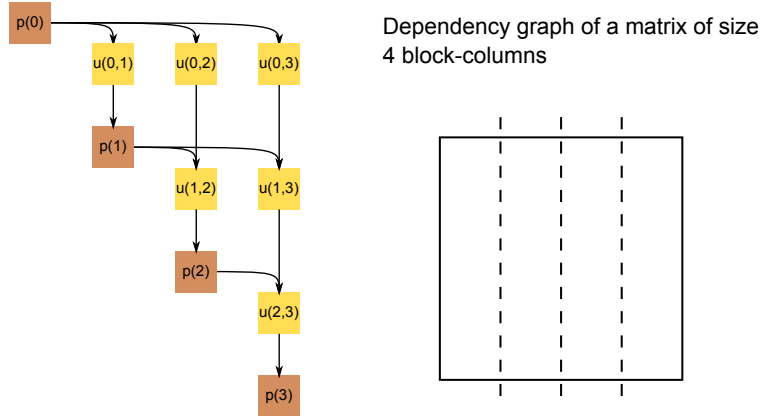 p(0)
Dependency graph of a matrix of size
4 block-columns
u(0,1)
u(0,2)
u(0,3)
p(1)
u(1,2)
u(1,3)
p(2)
u(2,3)
p(3)